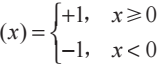 (x)={+1, x⩾0
−1, x<0